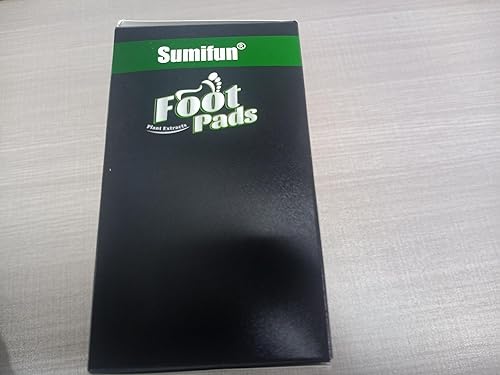 Sumifun®
Foot
Plant Extracts
Pads